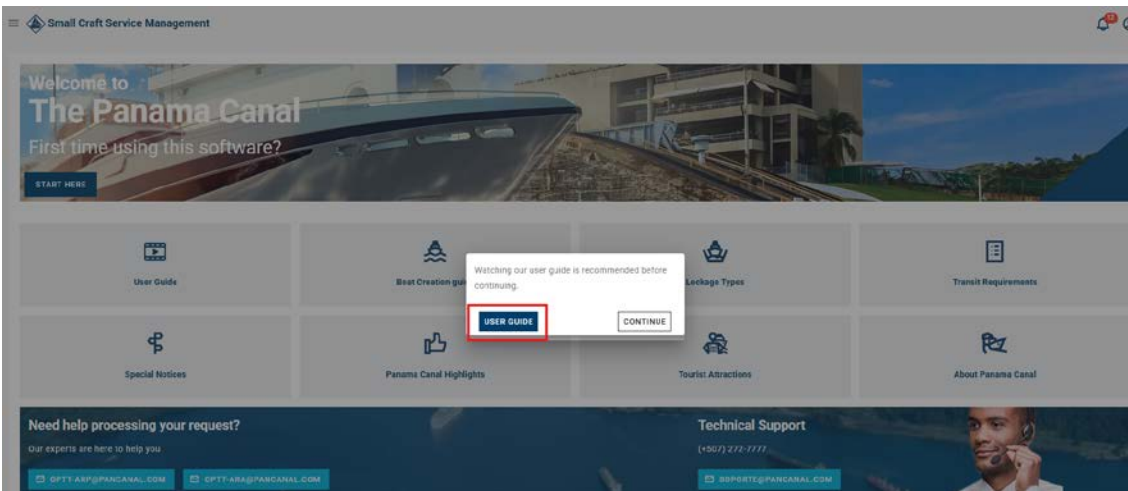 Small Craft Service Management
12
Welcome to
The Panama Canal
First time using this software?
START HERE
User Guide
Boat Creation gui
Lockage Types
Transit Requirements
Watching our user guide is recommended before
continuing.
USER GUIDE
CONTINUE
Special Notices
Panama Canal Highlights
Tourist Attractions
About Panama Canal
Need help processing your request?
Our experts are here to help you
OPTT-ARP@PANCANAL.COM
OPTT-ARA@PANCANAL.COM
Technical Support
(+507) 272-7777
SOPORTE@PANCANAL.COM